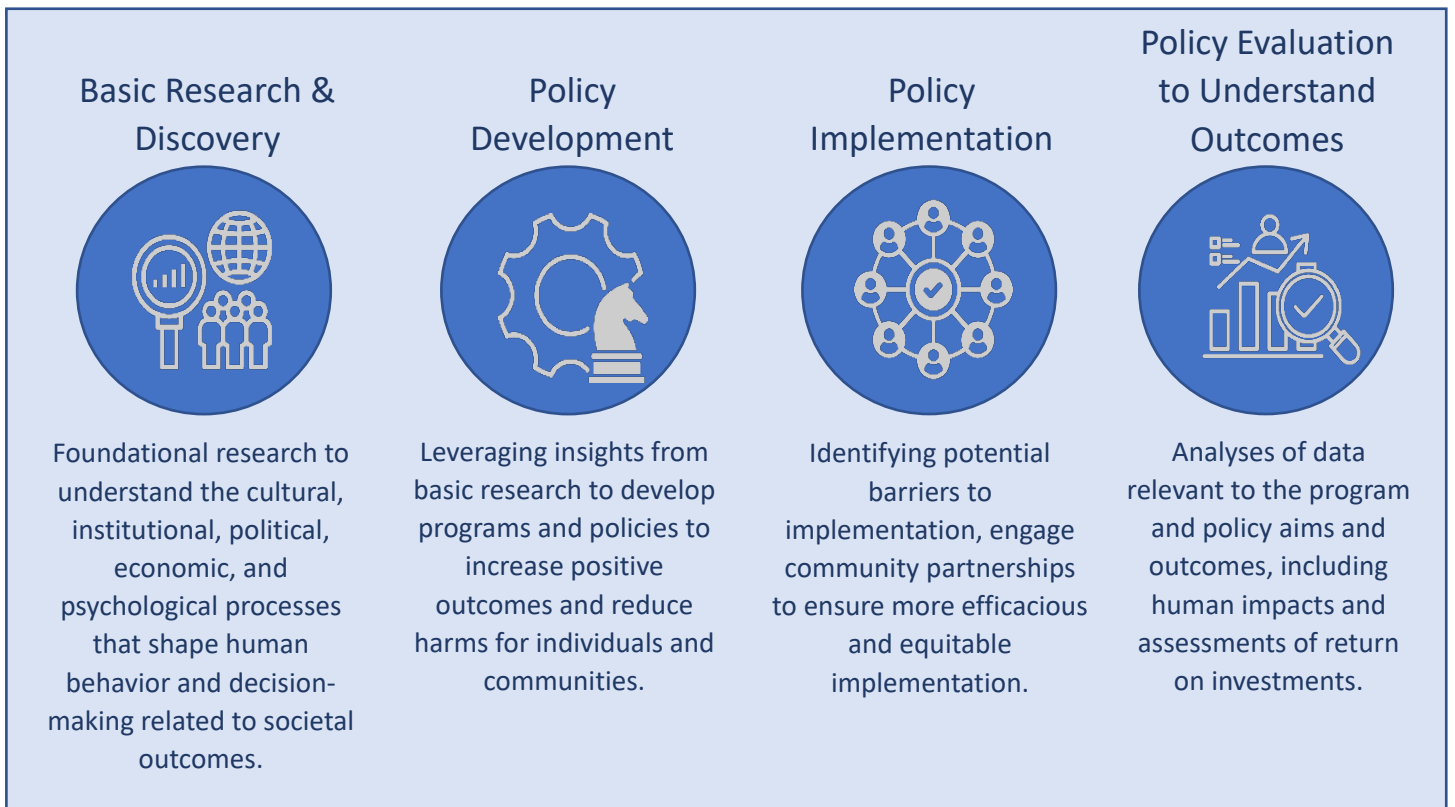 Basic Research &
Discovery
Foundational research to
understand the cultural,
institutional, political,
economic, and
psychological processes
that shape human
behavior and decision-
making related to societal
outcomes.
Policy
Development
Leveraging insights from
basic research to develop
programs and policies to
increase positive
outcomes and reduce
harms for individuals and
communities.
Policy
Implementation
Identifying potential
barriers to
implementation, engage
community partnerships
to ensure more efficacious
and equitable
implementation.
Policy Evaluation
to Understand
Outcomes
Analyses of data
relevant to the program
and policy aims and
outcomes, including
human impacts and
assessments of return
on investments.